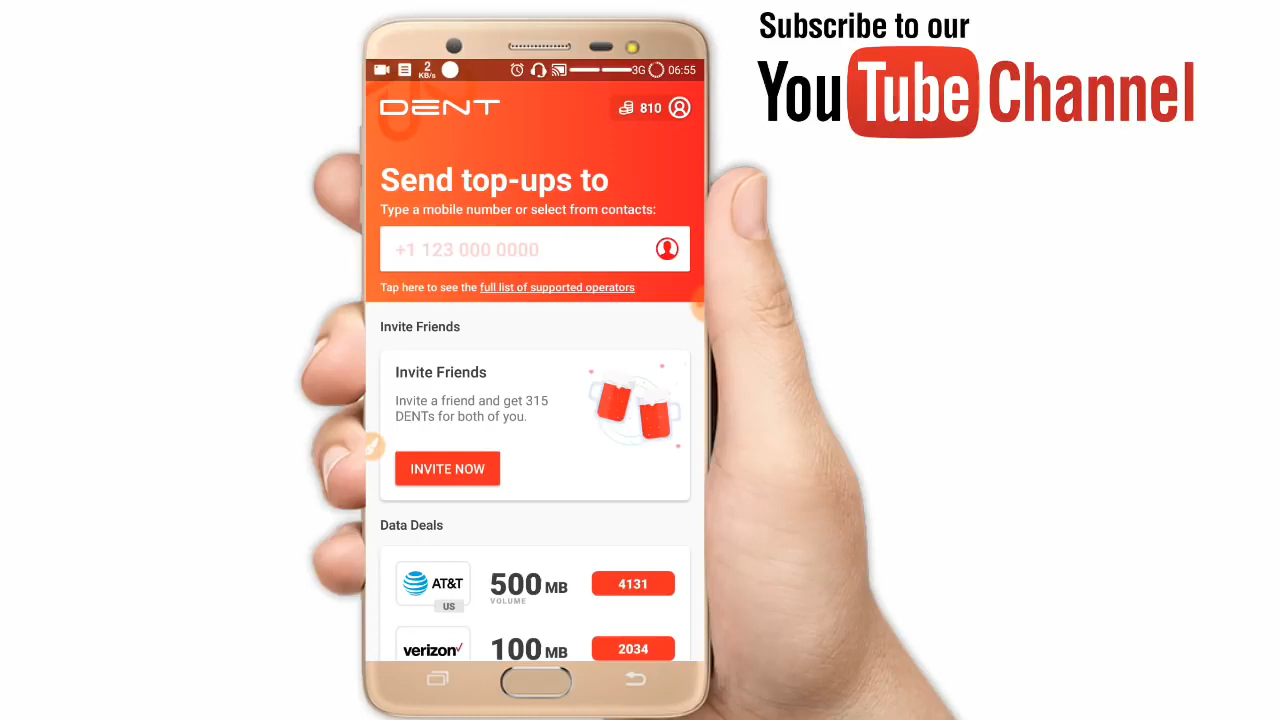 Subscribe to our
YouTube Channel
2
KB/s
3G 06:55
DENT
810
Send top-ups to
Type a mobile number or select from contacts:
+1 123 000 0000
Tap here to see the full list of supported operators
Invite Friends
Invite Friends
Invite a friend and get 315
DENTs for both of you.
INVITE NOW
Data Deals
AT&T
US
500 MB
VOLUME
4131
verizon
100 MB
2034